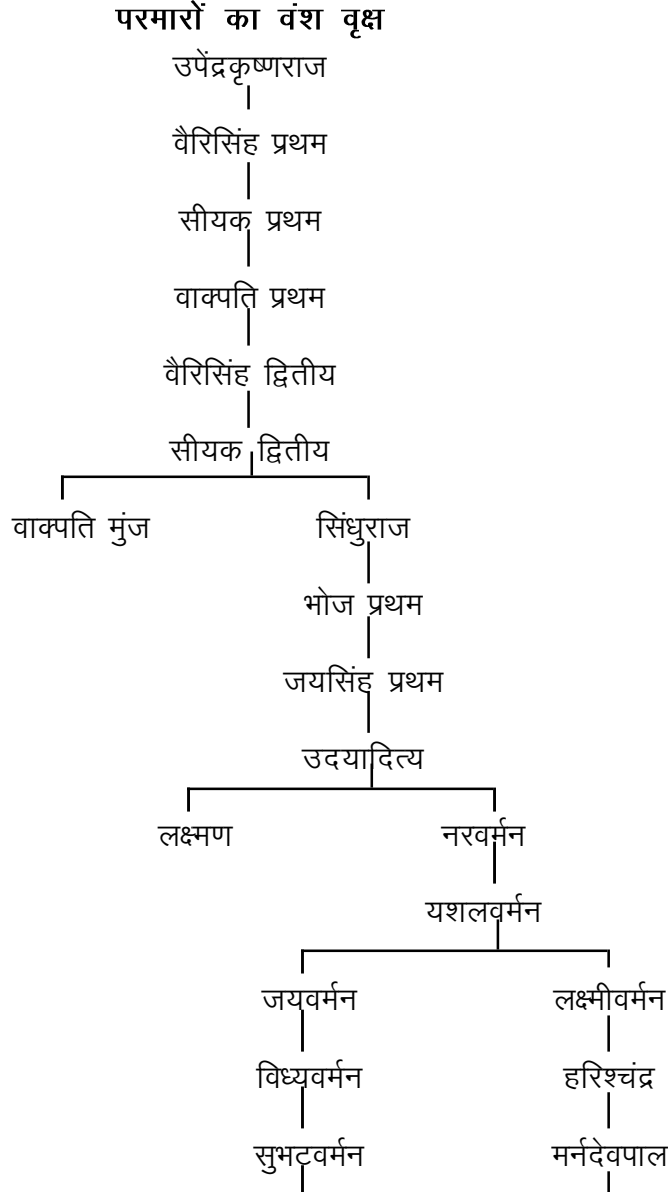 परमारों का वंश वृक्ष
उपेंद्रकृष्णराज
वैरिसिंह प्रथम
सीयक प्रथम
वाक्पति प्रथम
वैरिसिंह द्वितीय
सीयक द्वितीय
वाक्पति मुंज सिंधुराज
भोज प्रथम
जयसिंह प्रथम
उदयादित्य
लक्ष्मण नरवर्मन
यशलवर्मन
जयवर्मन लक्ष्मीवर्मन
विध्यवर्मन हरिश्चंद्र
सुभटवर्मन मर्नदेवपाल